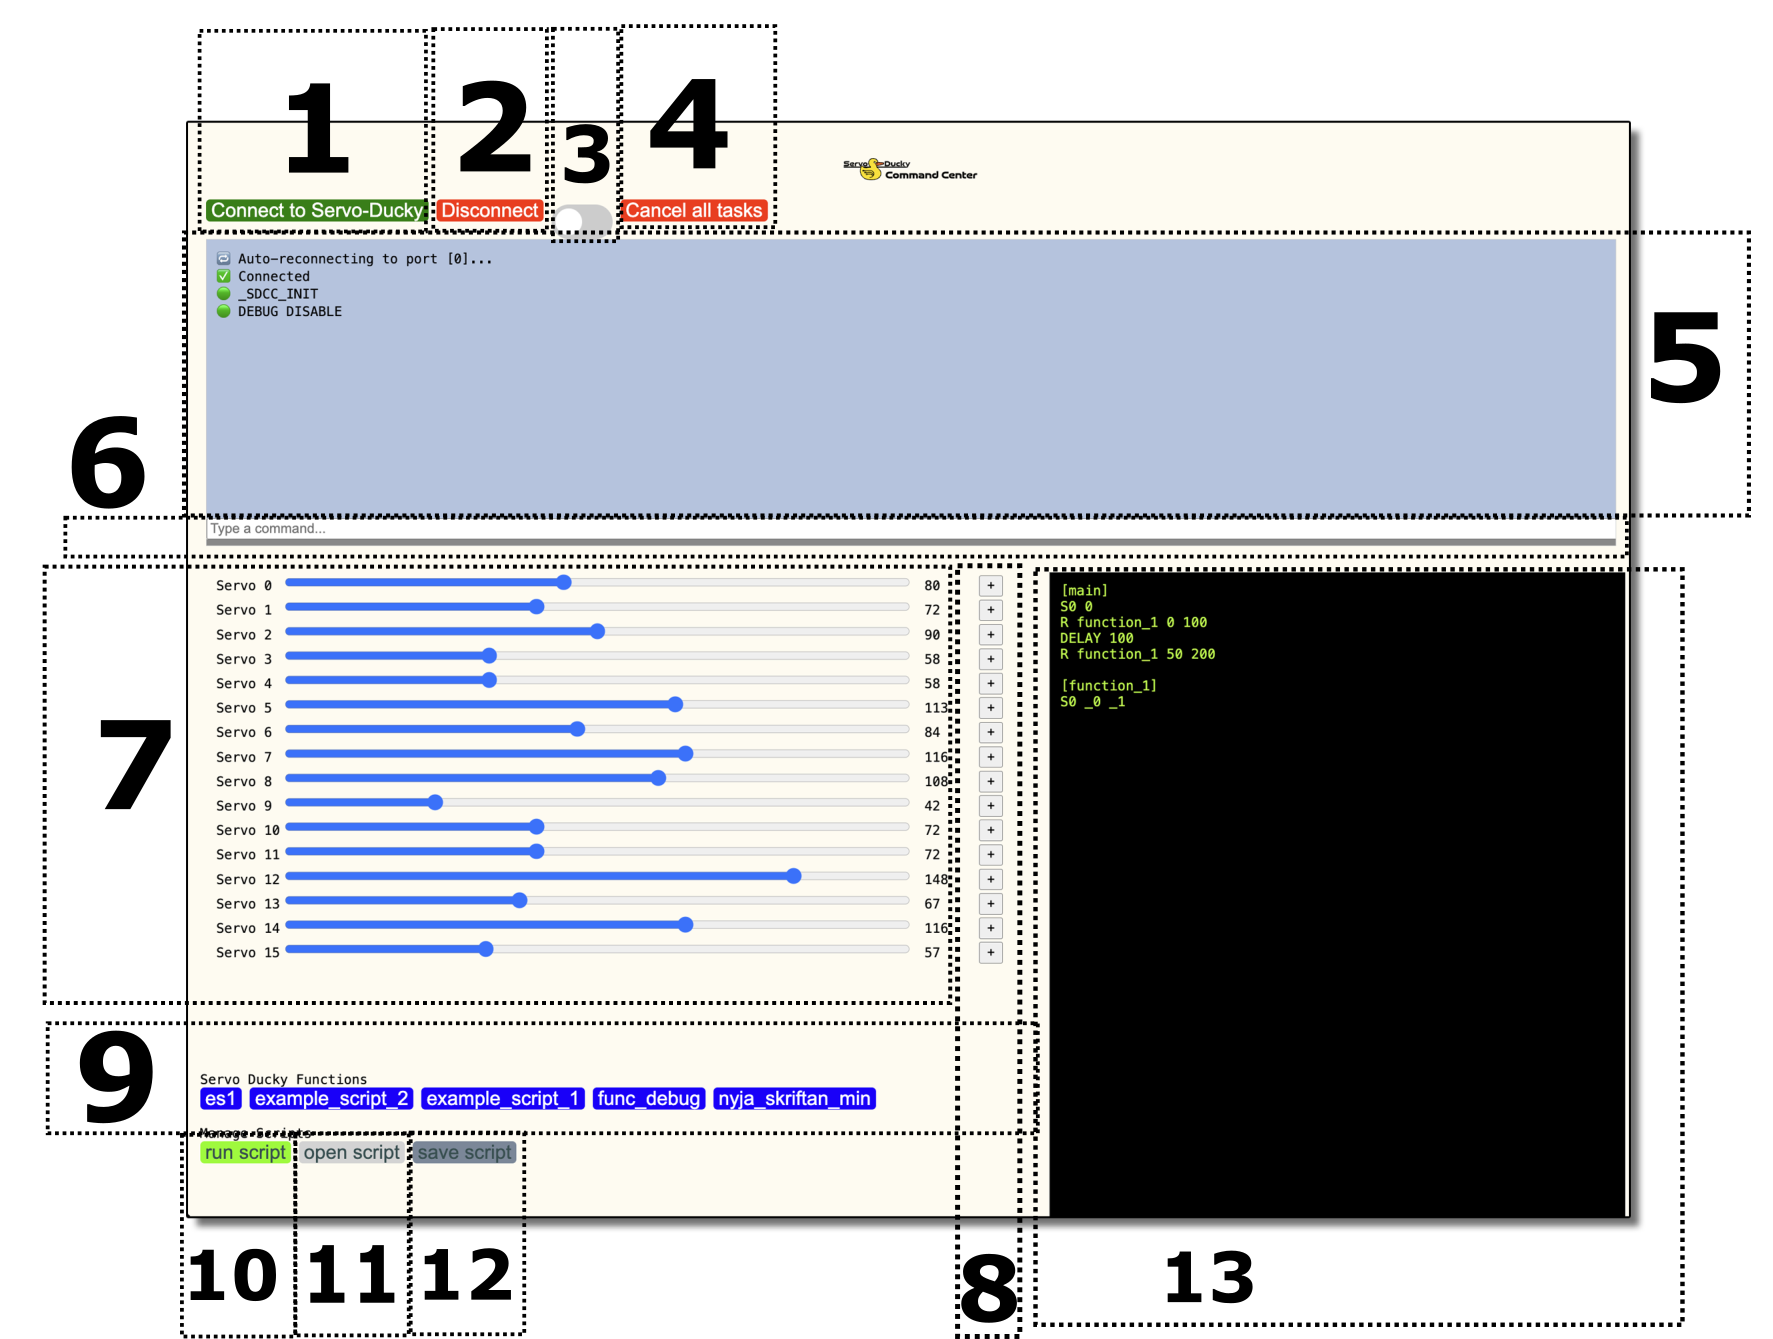 1
2
3
4
Servo Ducky
Command Center
Connect to Servo-Ducky
Disconnect
Cancel all tasks
Auto-reconnecting to port [0]...
Connected
_SDCC_INIT
DEBUG DISABLE
5
6
Type a command...
Servo 0 80 +
Servo 1 72 +
Servo 2 90 +
Servo 3 58 +
Servo 4 58 +
Servo 5 113 +
Servo 6 84 +
Servo 7 116 +
Servo 8 108 +
Servo 9 42 +
Servo 10 72 +
Servo 11 72 +
Servo 12 148 +
Servo 13 67 +
Servo 14 116 +
Servo 15 57 +
7
[main]
S0 0
R function_1 0 100
DELAY 100
R function_1 50 200
[function_1]
S0 _0 _1
9
Servo Ducky Functions
es1 example_script_2 example_script_1 func_debug nyja_skriftan_min
Manage Scripts
run script open script save script
10
11
12
8
13